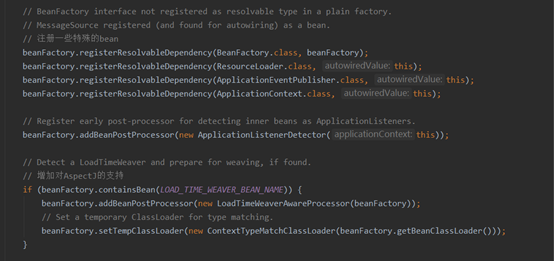 // BeanFactory interface not registered as resolvable type in a plain factory.
// MessageSource registered (and found for autowiring) as a bean.
// 注册一些特殊的bean
beanFactory.registerResolvableDependency(BeanFactory.class, beanFactory);
beanFactory.registerResolvableDependency(ResourceLoader.class, autowiredValue: this);
beanFactory.registerResolvableDependency(ApplicationEventPublisher.class, autowiredValue: this);
beanFactory.registerResolvableDependency(ApplicationContext.class, autowiredValue: this);
// Register early post-processor for detecting inner beans as ApplicationListeners.
beanFactory.addBeanPostProcessor(new ApplicationListenerDetector( applicationContext: this));
// Detect a LoadTimeWeaver and prepare for weaving, if found.
// 增加对AspectJ的支持
if (beanFactory.containsBean(LOAD_TIME_WEAVER_BEAN_NAME)) {
beanFactory.addBeanPostProcessor(new LoadTimeWeaverAwareProcessor(beanFactory));
// Set a temporary ClassLoader for type matching.
beanFactory.setTempClassLoader(new ContextTypeMatchClassLoader(beanFactory.getBeanClassLoader()));
}